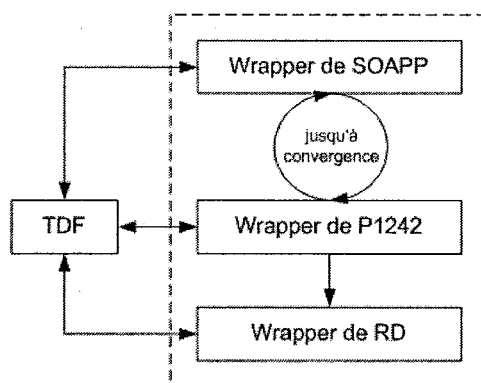 Wrapper de SOAPP
jusqu'à
convergence
TDF
Wrapper de P1242
Wrapper de RD